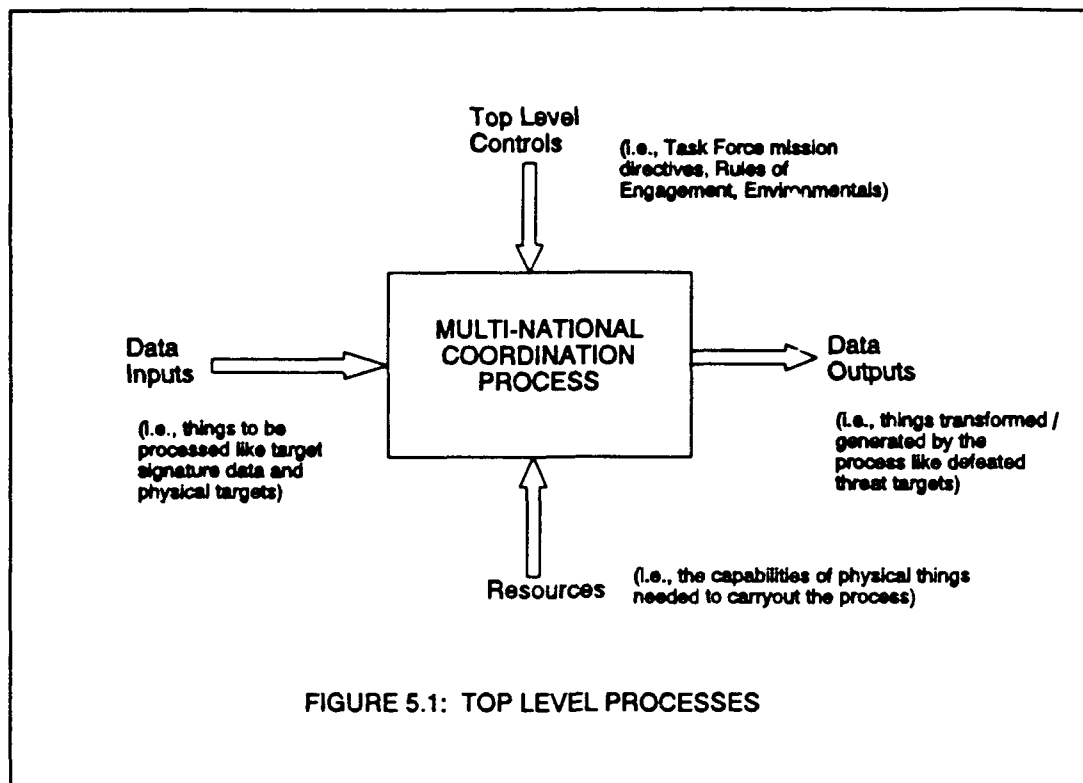 Top Level
Controls
(i.e., Task Force mission
directives, Rules of
Engagement, Environmentals)
MULTI-NATIONAL
COORDINATION
PROCESS
Data
Inputs
(i.e., things to be
processed like target
signature data and
physical targets)
Data
Outputs
(i.e., things transformed /
generated by the
process like defeated
threat targets)
Resources
(i.e., the capabilities of physical things
needed to carryout the process)
FIGURE 5.1: TOP LEVEL PROCESSES